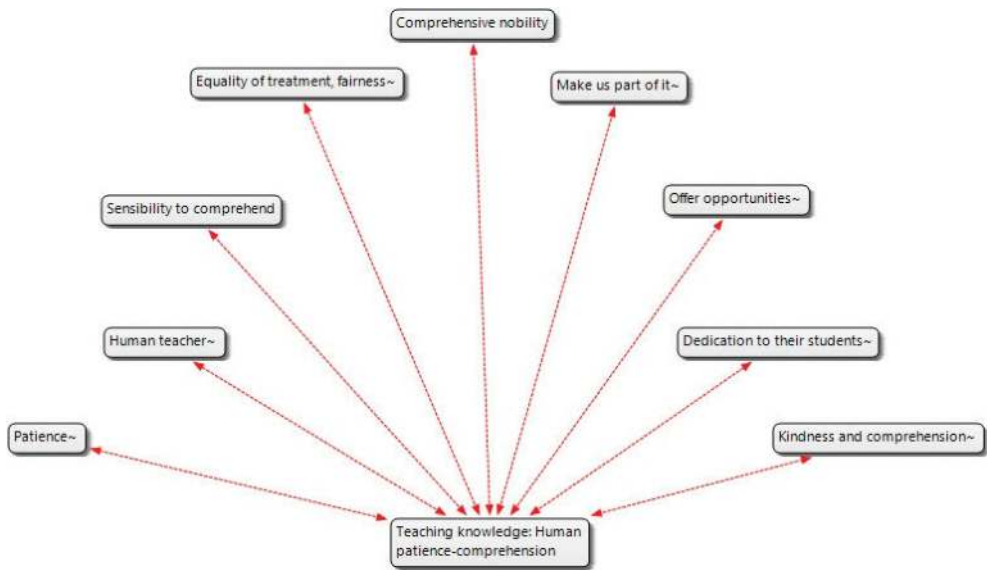 Comprehensive nobility
Equality of treatment, fairness~
Make us part of it~
Sensibility to comprehend
Offer opportunities~
Human teacher~
Dedication to their students~
Patience~
Kindness and comprehension~
Teaching knowledge: Human
patience-comprehension